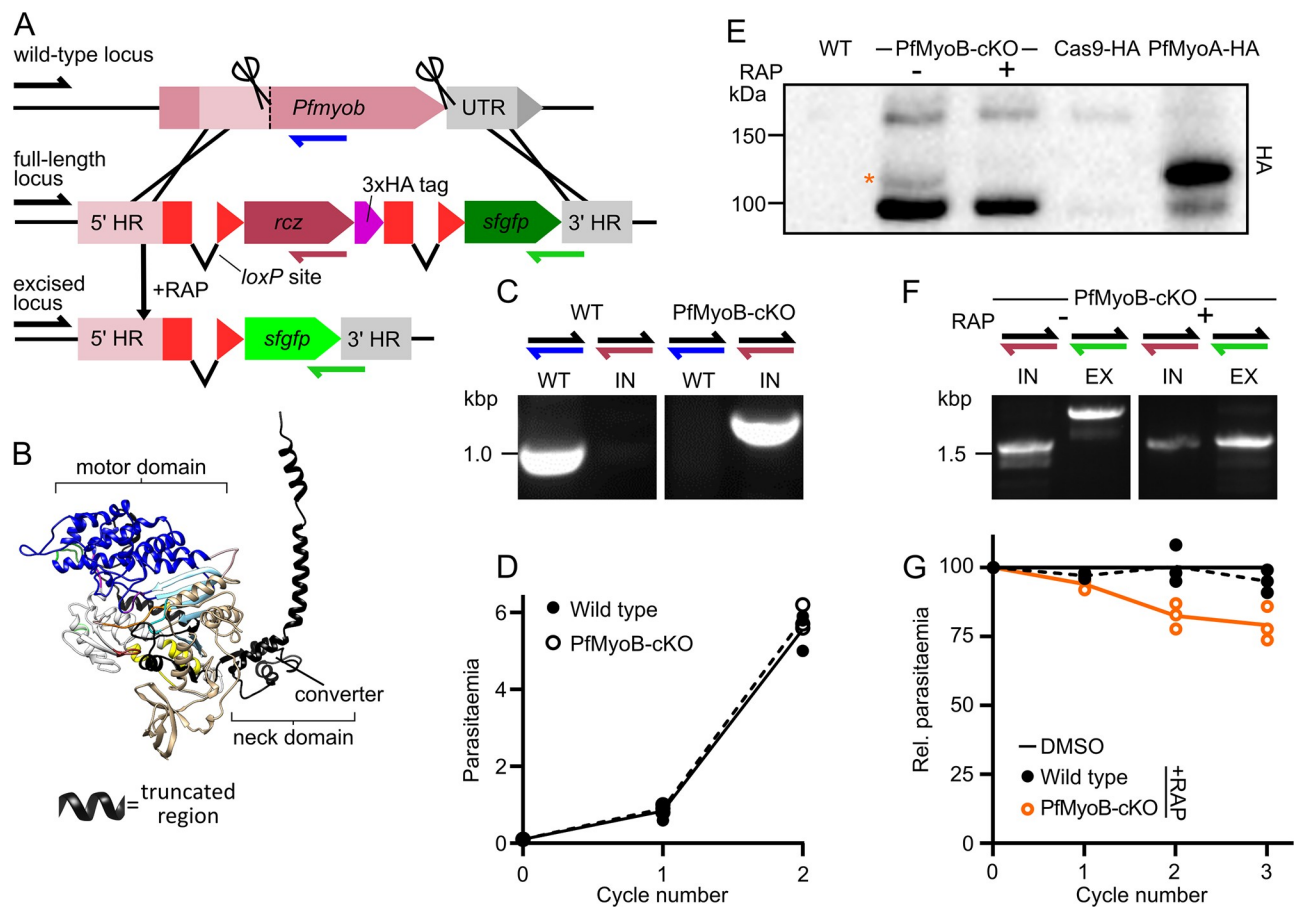 A
wild-type locus
Pfmyob
UTR
full-length
locus
3xHA tag
5' HR
rcz
sfgfp
3' HR
loxP site
+RAP
excised
locus
5' HR
sfgfp
3' HR
B
motor domain
converter
neck domain
= truncated
region
C
WT
PfMyoB-cKO
WT
IN
WT
IN
kbp
1.0
D
Parasitaemia
6
4
2
0
Wild type
PfMyoB-cKO
0
1
2
Cycle number
E
WT
PfMyoB-cKO
Cas9-HA
PfMyoA-HA
RAP
-
+
kDa
150
100
*
HA
F
PfMyoB-cKO
RAP
-
+
IN
EX
IN
EX
kbp
1.5
G
Rel. parasitaemia
100
75
50
25
0
DMSO
Wild type
PfMyoB-cKO
+RAP
0
1
2
3
Cycle number